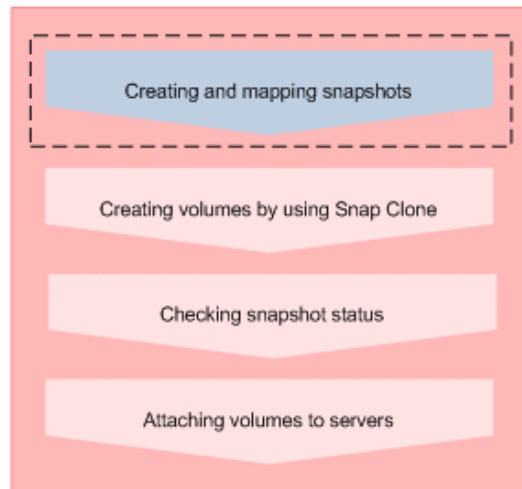 Creating and mapping snapshots
Creating volumes by using Snap Clone
Checking snapshot status
Attaching volumes to servers